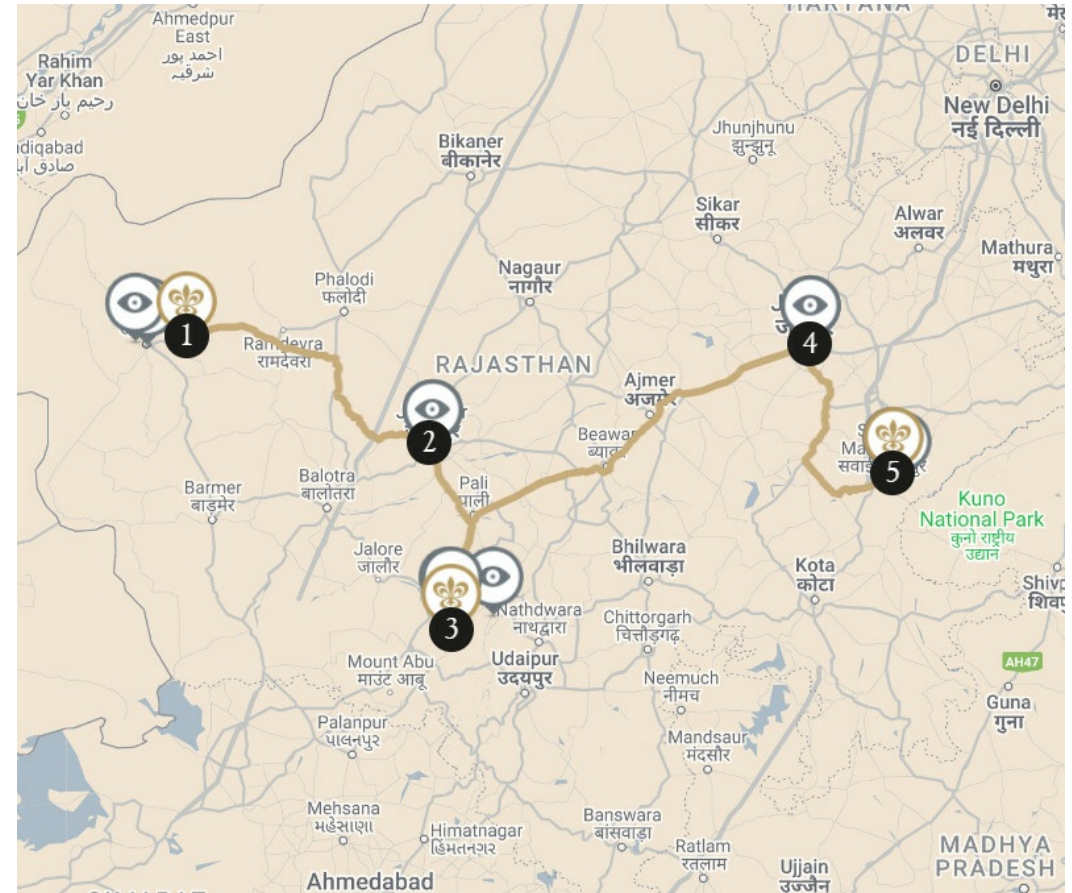 HARYANA
Ahmedpur
East
احمد پور
شرقیہ
Rahim
Yar Khan
رحیم یار خان
DELHI
New Delhi
नई दिल्ली
Jhunjhunu
झुन्झुनू
Bikaner
बीकानेर
صادق آبا
Sikar
सीकर
Alwar
अलवर
Mathura
मथुरा
Phalodi
फलोदी
Nagaur
नागौर
Ramdevra
रामदेवरा
1
4
RAJASTHAN
Ajmer
अजमेर
2
Beawar
ब्यावर
5
Balotra
बालोतरा
Pali
पाली
Barmer
बाड़मेर
Kuno
National Park
कुनो राष्ट्रीय
उद्यान
Jalore
जालौर
Bhilwara
भीलवाड़ा
Kota
कोटा
Nathdwara
नाथद्वारा
Chittorgarh
चित्तौड़गढ़
3
Mount Abu
माउंट आबू
Udaipur
उदयपुर
Neemuch
नीमच
AH47
Guna
गुना
Palanpur
પાલનપુર
Mandsaur
मंदसौर
Mehsana
મહેસાણા
Himatnagar
હિંમતનગર
Banswara
बांसवाड़ा
Ratlam
रतलाम
Ujjain
उज्जैन
MADHYA
PRADESH
Ahmedabad